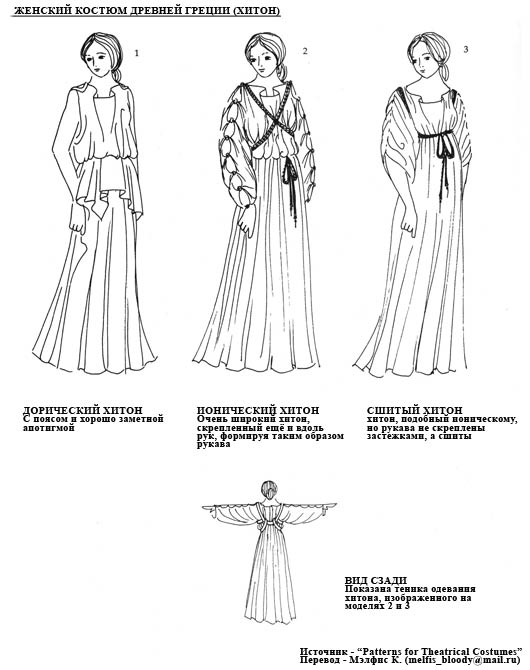 ЖЕНСКИЙ КОСТЮМ ДРЕВНЕЙ ГРЕЦИИ (ХИТОН)
1
2
3
ДОРИЧЕСКИЙ ХИТОН
С поясом и хорошо заметной
апотигмой
ИОНИЧЕСКИЙ ХИТОН
Очень широкий хитон,
скрепленный ещё и вдоль
рук, формируя таким образом
рукава
СШИТЫЙ ХИТОН
хитон, подобный ионическому,
но рукава не скреплены
застежками, а сшиты
ВИД СЗАДИ
Показана теника одевания
хитона, изображенного на
моделях 2 и 3
Источник - “Patterns for Theatrical Costumes”
Перевод - Мэлфис К. (melfis_bloody@mail.ru)